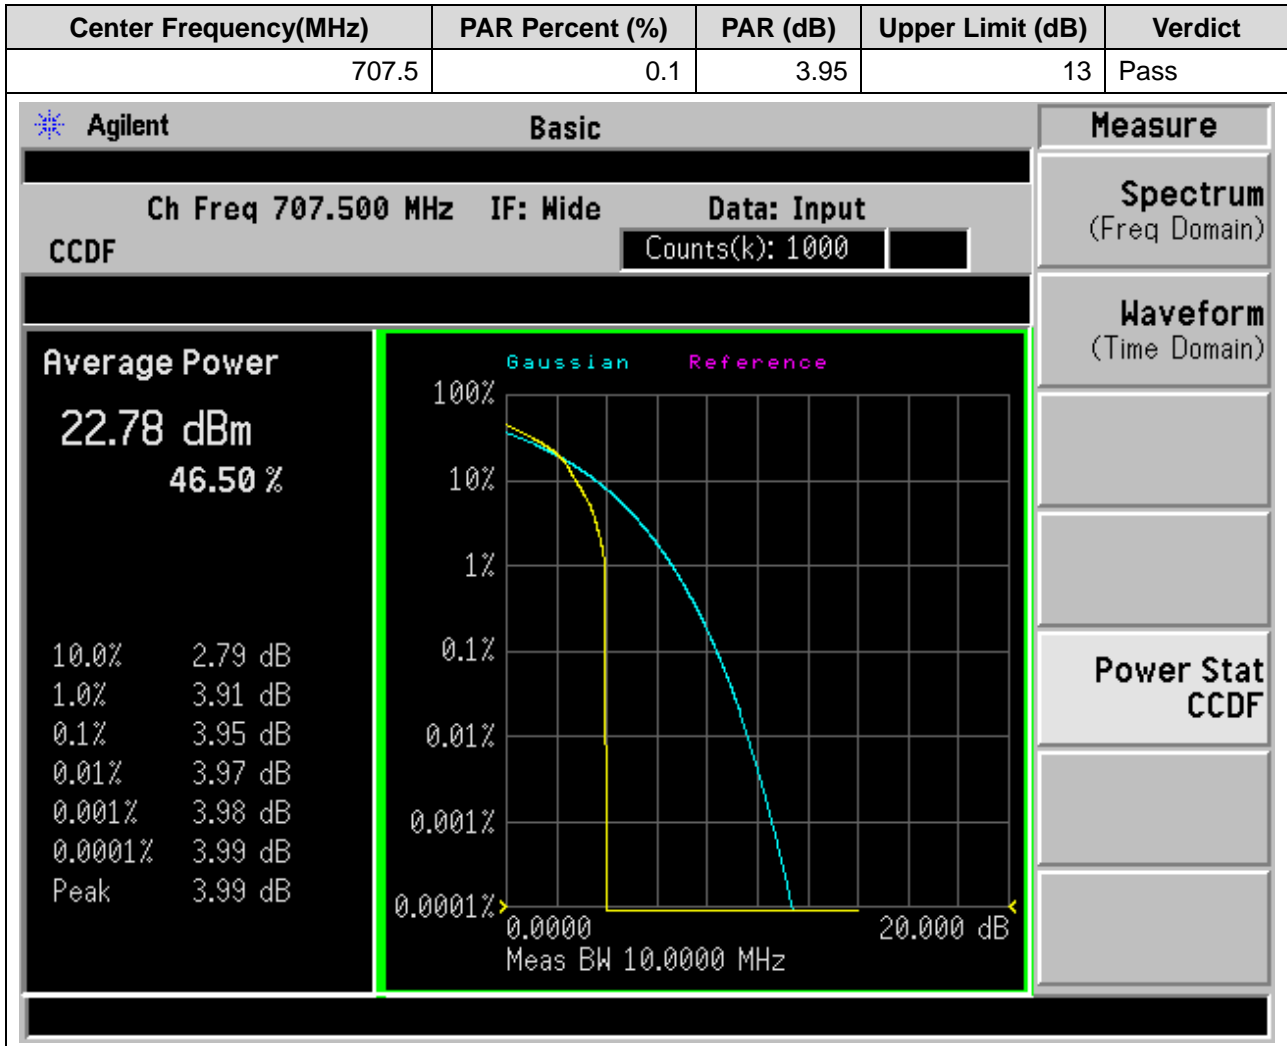 Center Frequency(MHz) PAR Percent (%) PAR (dB) Upper Limit (dB) Verdict
707.5 0.1 3.95 13 Pass
Agilent Basic Measure
Ch Freq 707.500 MHz IF: Wide Data: Input
CCDF Counts(k): 1000
Average Power
22.78 dBm
46.50 %
10.0% 2.79 dB
1.0% 3.91 dB
0.1% 3.95 dB
0.01% 3.97 dB
0.001% 3.98 dB
0.0001% 3.99 dB
Peak 3.99 dB
Gaussian Reference
100%
10%
1%
0.1%
0.01%
0.001%
0.0001%
0.0000 20.000 dB
Meas BW 10.0000 MHz
Spectrum
(Freq Domain)
Waveform
(Time Domain)
Power Stat
CCDF